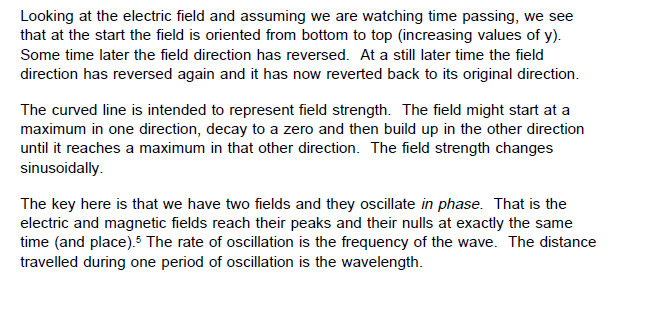 Looking at the electric field and assuming we are watching time passing, we see
that at the start the field is oriented from bottom to top (increasing values of y).
Some time later the field direction has reversed.  At a still later time the field
direction has reversed again and it has now reverted back to its original direction.
The curved line is intended to represent field strength.  The field might start at a
maximum in one direction, decay to a zero and then build up in the other direction
until it reaches a maximum in that other direction.  The field strength changes
sinusoidally.
The key here is that we have two fields and they oscillate in phase.  That is the
electric and magnetic fields reach their peaks and their nulls at exactly the same
time (and place).⁵ The rate of oscillation is the frequency of the wave.  The distance
travelled during one period of oscillation is the wavelength.